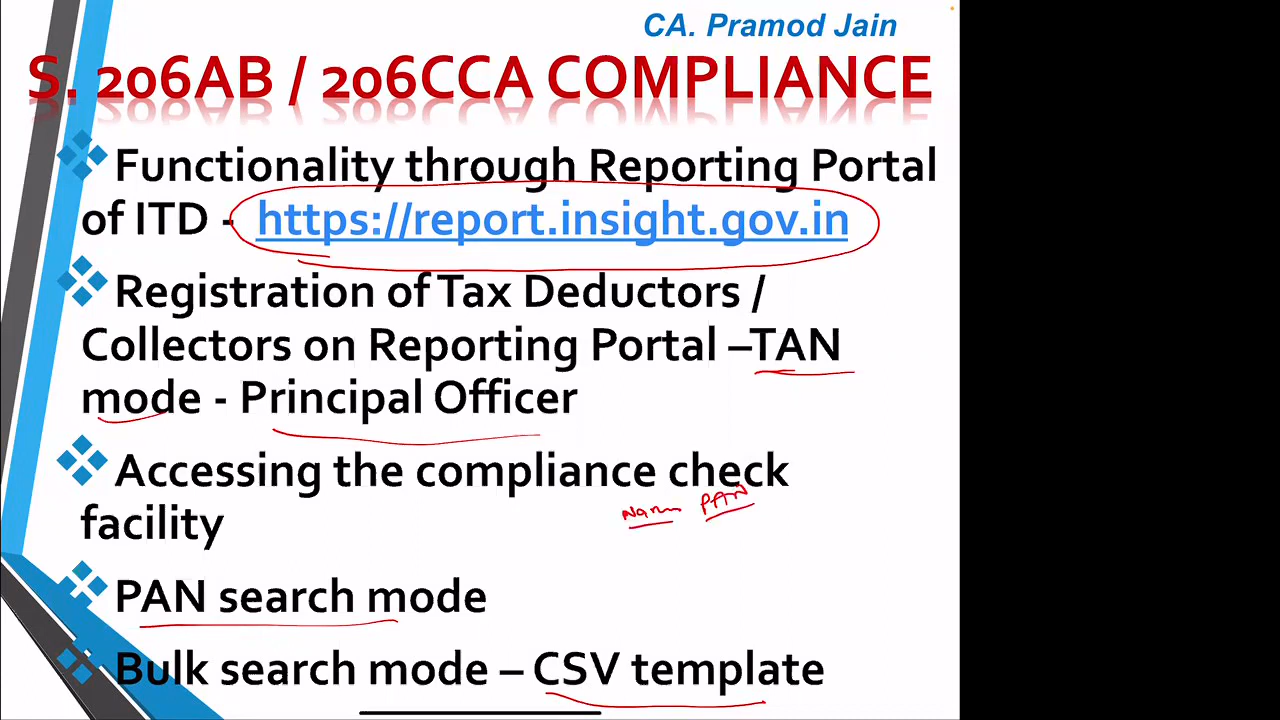 CA. Pramod Jain
S. 206AB / 206CCA COMPLIANCE
Functionality through Reporting Portal
of ITD - https://report.insight.gov.in
Registration of Tax Deductors /
Collectors on Reporting Portal –TAN
mode - Principal Officer
Accessing the compliance check
facility
PAN
PAN search mode
Bulk search mode – CSV template